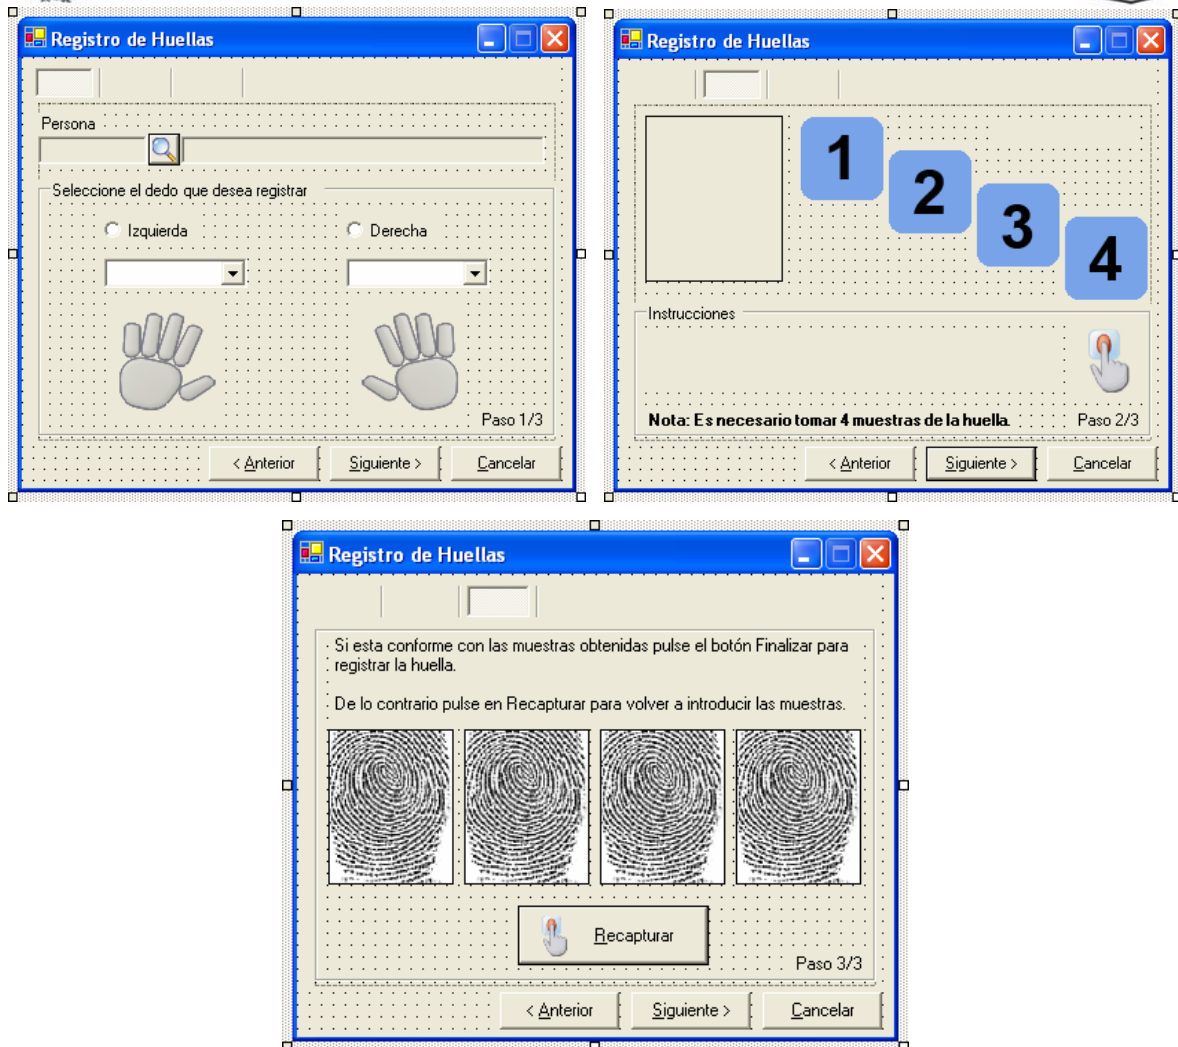 Registro de Huellas
Persona
Seleccione el dedo que desea registrar
Izquierda
Derecha
Paso 1/3
< Anterior
Siguiente >
Cancelar
Registro de Huellas
1
2
3
4
Instrucciones
Nota: Es necesario tomar 4 muestras de la huella.
Paso 2/3
< Anterior
Siguiente >
Cancelar
Registro de Huellas
Si esta conforme con las muestras obtenidas pulse el botón Finalizar para
registrar la huella.
De lo contrario pulse en Recapturar para volver a introducir las muestras.
Recapturar
Paso 3/3
< Anterior
Siguiente >
Cancelar